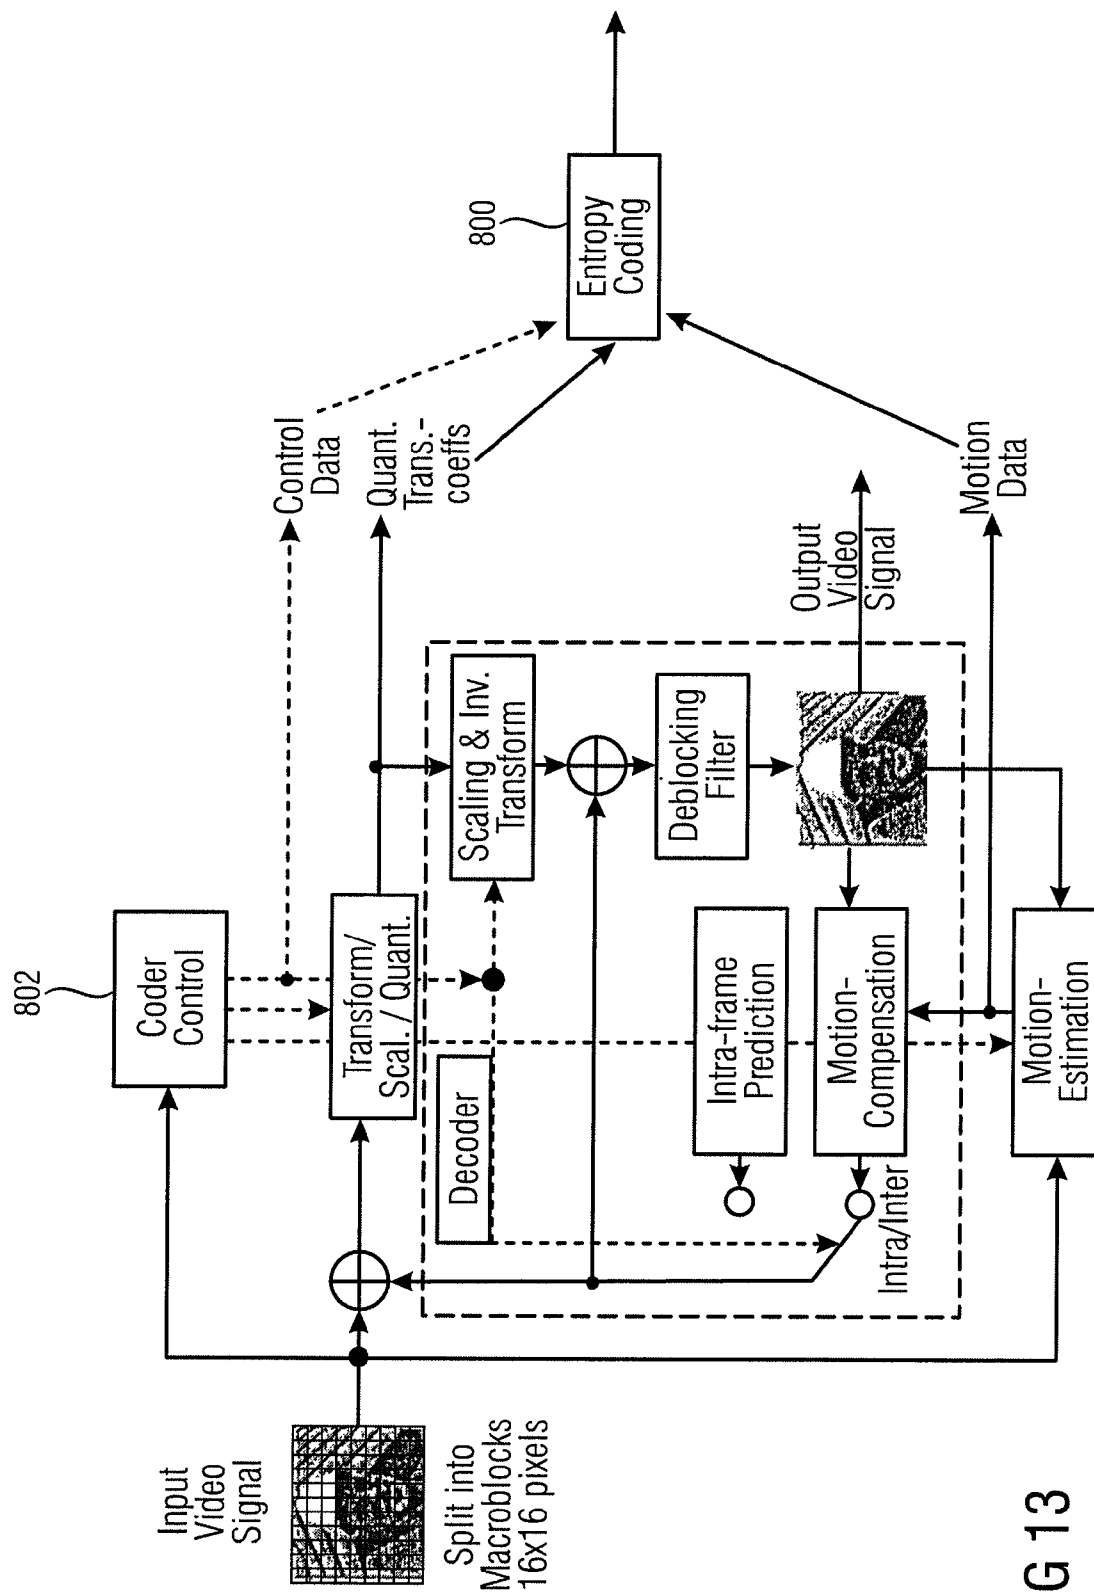 Input
Video
Signal
Split into
Macroblocks
16x16 pixels
802
Coder
Control
Control
Data
Transform/
Scal. / Quant.
Quant.
Trans.-
coeffs
800
Entropy
Coding
Decoder
Scaling & Inv.
Transform
Deblocking
Filter
Intra-frame
Prediction
Motion-
Compensation
Intra/Inter
Output
Video
Signal
Motion-
Estimation
Motion
Data
G 13